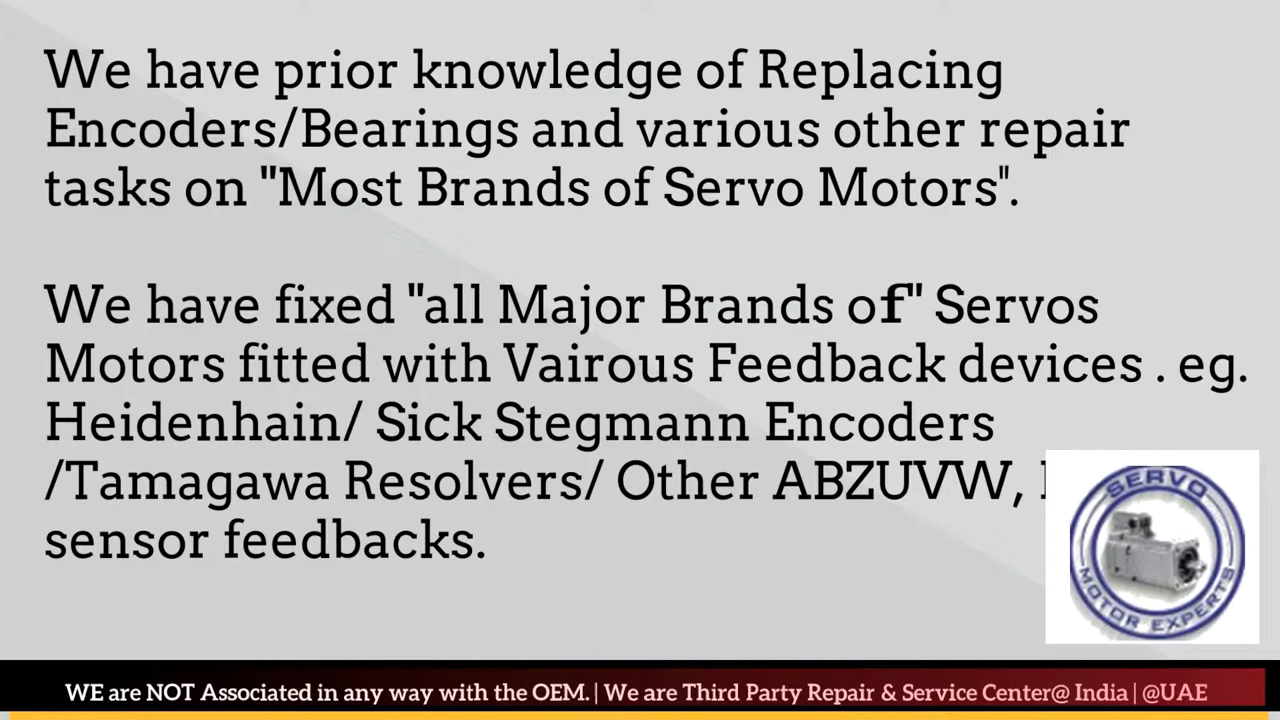 We have prior knowledge of Replacing
Encoders/Bearings and various other repair
tasks on "Most Brands of Servo Motors".
We have fixed "all Major Brands of" Servos
Motors fitted with Vairous Feedback devices . eg.
Heidenhain/ Sick Stegmann Encoders
/Tamagawa Resolvers/ Other ABZUVW,
sensor feedbacks.
SERVO
MOTOR EXPERTS
WE are NOT Associated in any way with the OEM. | We are Third Party Repair & Service Center@ India | @UAE